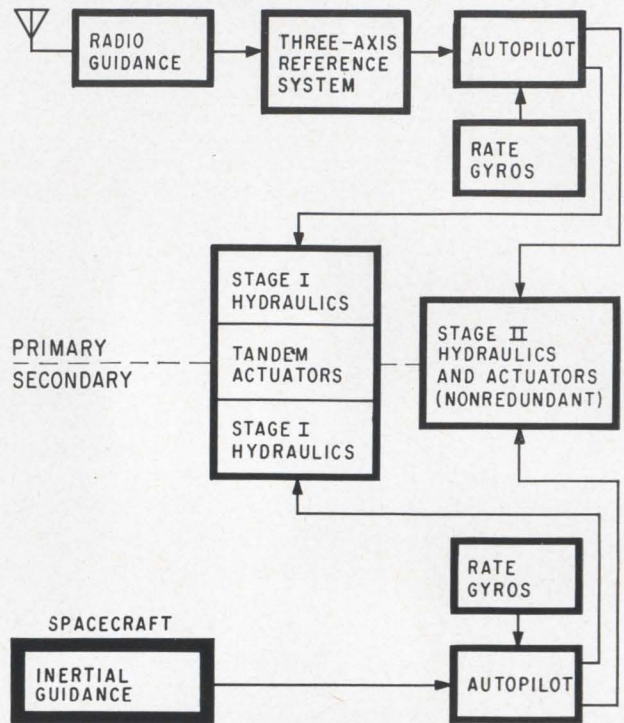 RADIO
GUIDANCE
THREE-AXIS
REFERENCE
SYSTEM
AUTOPILOT
RATE
GYROS
STAGE I
HYDRAULICS
PRIMARY
SECONDARY
TANDEM
ACTUATORS
STAGE I
HYDRAULICS
STAGE II
HYDRAULICS
AND ACTUATORS
(NONREDUNDANT)
RATE
GYROS
SPACECRAFT
INERTIAL
GUIDANCE
AUTOPILOT